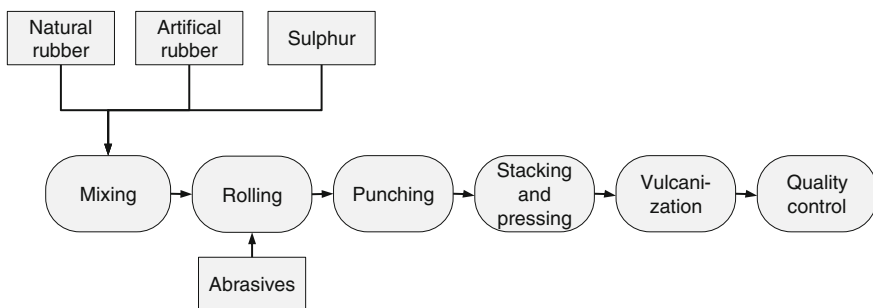 Natural
rubber
Artifical
rubber
Sulphur
Mixing
Rolling
Punching
Stacking
and
pressing
Vulcani-
zation
Quality
control
Abrasives